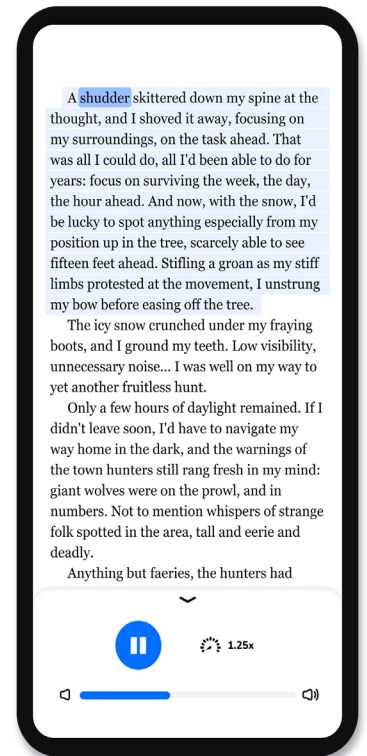 A shudder skittered down my spine at the
thought, and I shoved it away, focusing on
my surroundings, on the task ahead. That
was all I could do, all I'd been able to do for
years: focus on surviving the week, the day,
the hour ahead. And now, with the snow, I'd
be lucky to spot anything especially from my
position up in the tree, scarcely able to see
fifteen feet ahead. Stifling a groan as my stiff
limbs protested at the movement, I unstrung
my bow before easing off the tree.
The icy snow crunched under my fraying
boots, and I ground my teeth. Low visibility,
unnecessary noise... I was well on my way to
yet another fruitless hunt.
Only a few hours of daylight remained. If I
didn't leave soon, I'd have to navigate my
way home in the dark, and the warnings of
the town hunters still rang fresh in my mind:
giant wolves were on the prowl, and in
numbers. Not to mention whispers of strange
folk spotted in the area, tall and eerie and
deadly.
Anything but faeries, the hunters had
1.25x